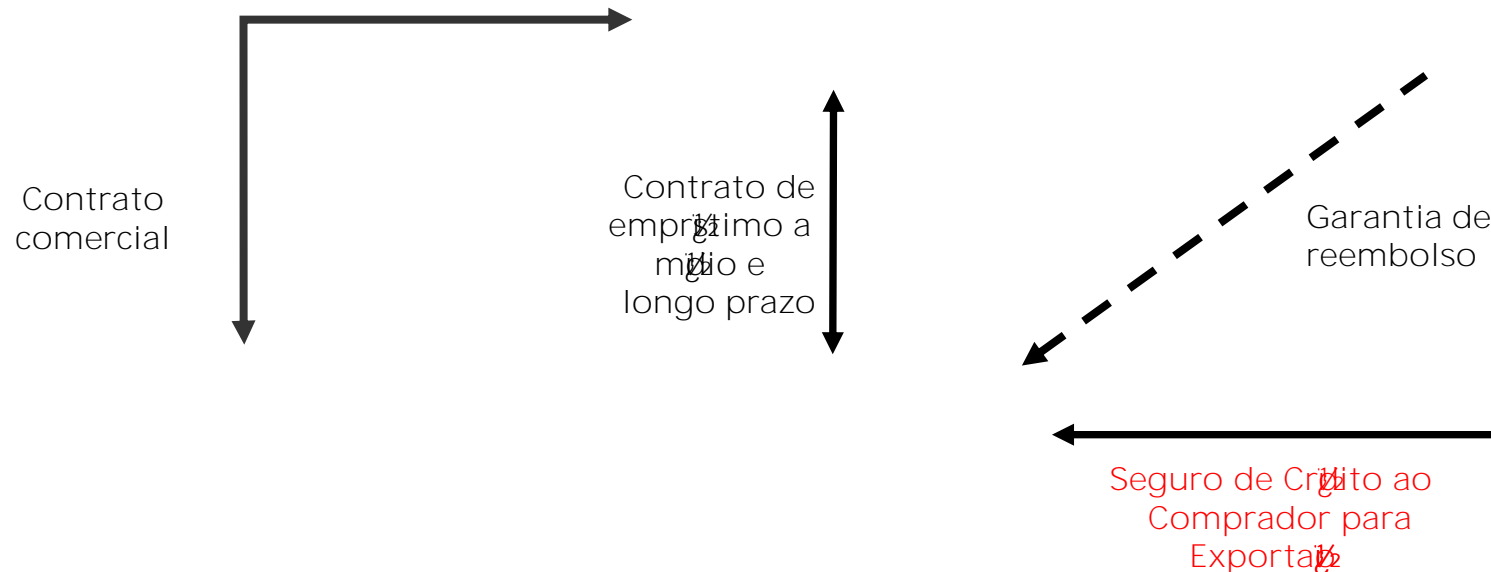 Contrato
comercial
Contrato de
a
e
longo prazo
Garantia de
reembolso
Seguro de ao
Comprador para